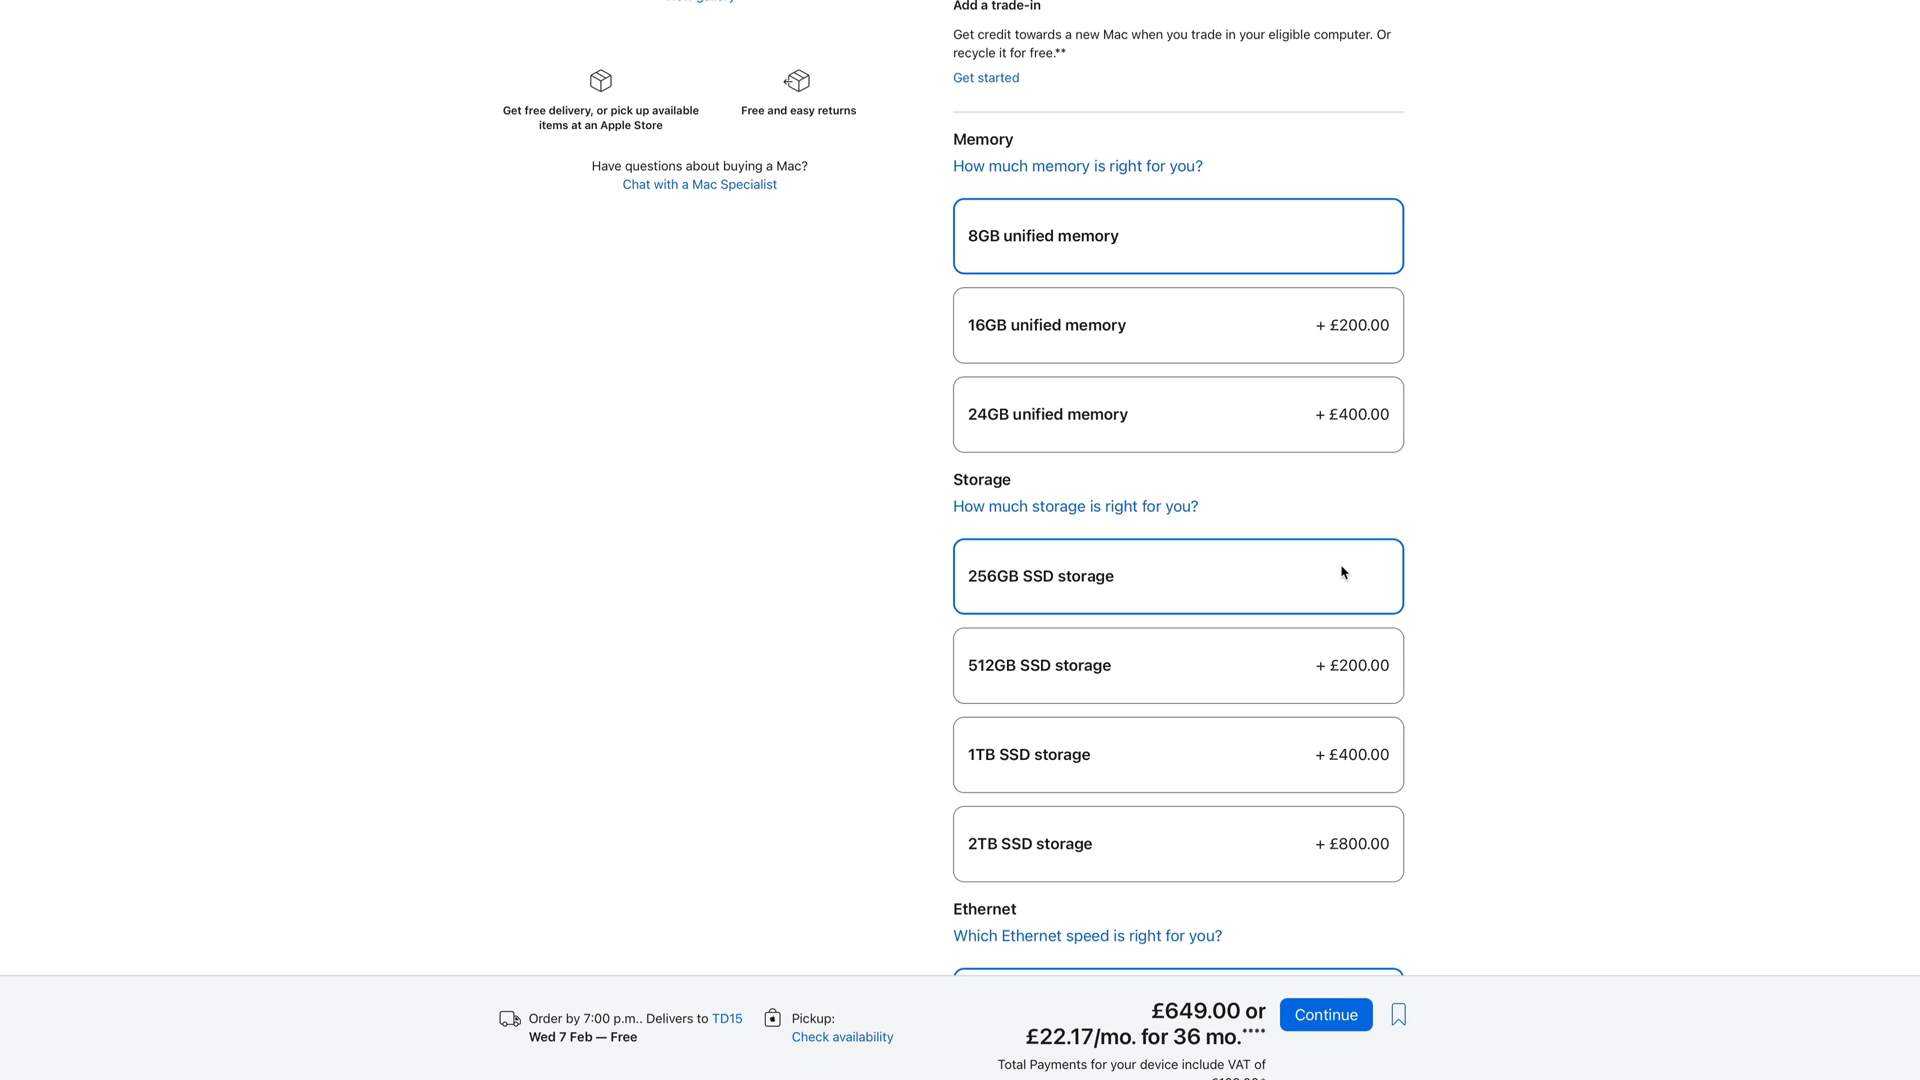 Add a trade-in
Get credit towards a new Mac when you trade in your eligible computer. Or
recycle it for free.**
Get started
Get free delivery, or pick up available
items at an Apple Store
Free and easy returns
Have questions about buying a Mac?
Chat with a Mac Specialist
Memory
How much memory is right for you?
8GB unified memory
16GB unified memory + £200.00
24GB unified memory + £400.00
Storage
How much storage is right for you?
256GB SSD storage
512GB SSD storage + £200.00
1TB SSD storage + £400.00
2TB SSD storage + £800.00
Ethernet
Which Ethernet speed is right for you?
Order by 7:00 p.m.. Delivers to TD15
Wed 7 Feb — Free
Pickup:
Check availability
£649.00 or
£22.17/mo. for 36 mo.****
Continue
Total Payments for your device include VAT of